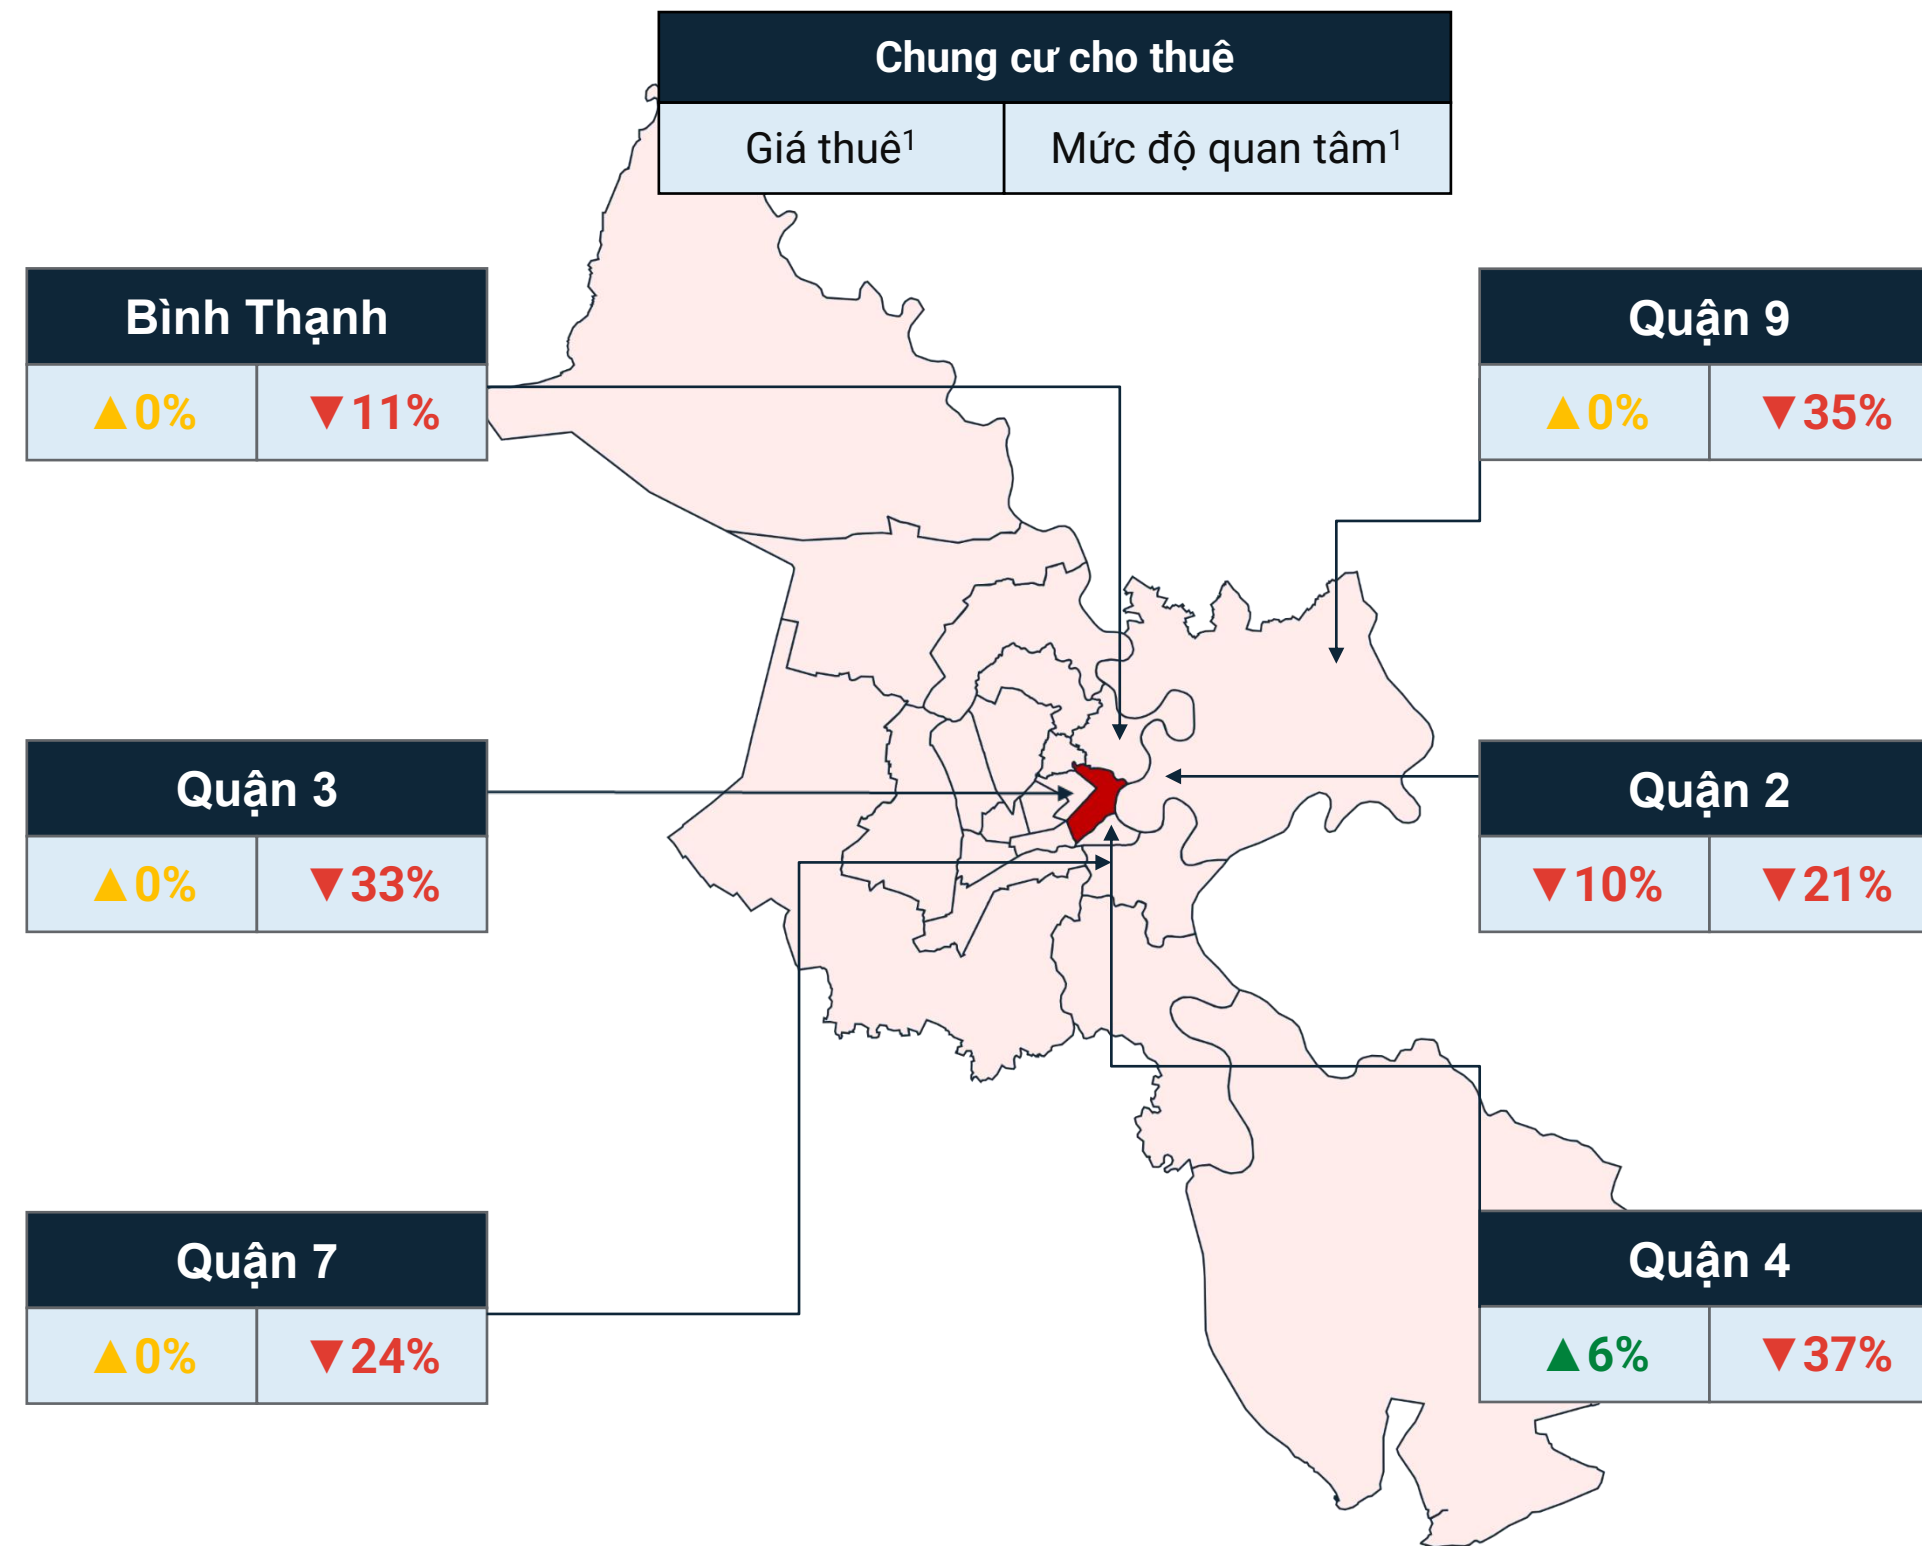 Chung cư cho thuê
Giá thuê¹ Mức độ quan tâm¹
Bình Thạnh
▲0% ▼11%
Quận 9
▲0% ▼35%
Quận 3
▲0% ▼33%
Quận 2
▼10% ▼21%
Quận 7
▲0% ▼24%
Quận 4
▲6% ▼37%